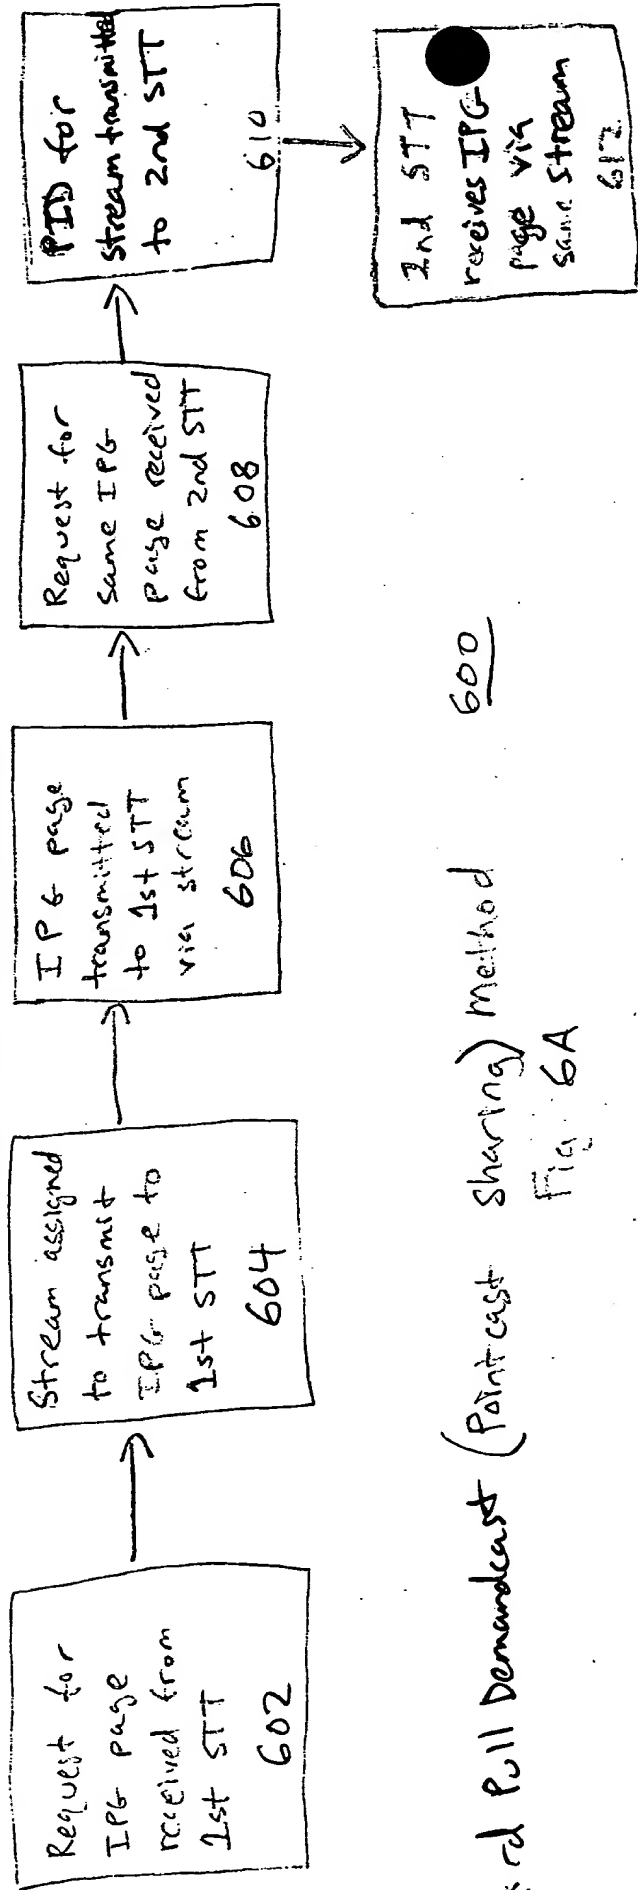 Request for
IPG page
received from
1st STT
602
Stream assigned
to transmit
IPG page to
1st STT
604
IPG page
transmitted
to 1st STT
via stream
606
Request for
same IPG
page received
from 2nd STT
608
PID for
stream transmitted
to 2nd STT
610
2nd STT
receives IPG
page via
same stream
612
Pull Demandcast (Pointcast sharing) method 600
Fig. 6A